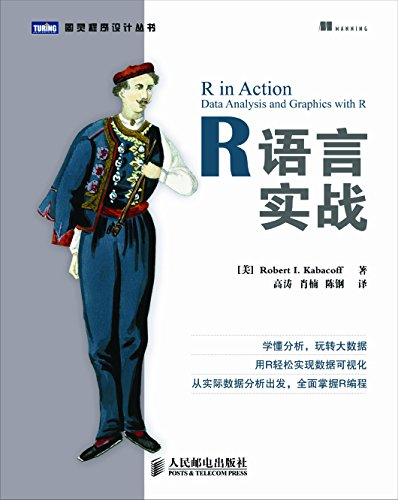 TURING 图灵程序设计丛书
MANNING
R in Action
Data Analysis and Graphics with R
R语言
实战
[美] Robert I. Kabacoff 著
高涛 肖楠 陈钢 译
学懂分析，玩转大数据
用R轻松实现数据可视化
从实际数据分析出发，全面掌握R编程
人民邮电出版社
POSTS & TELECOM PRESS